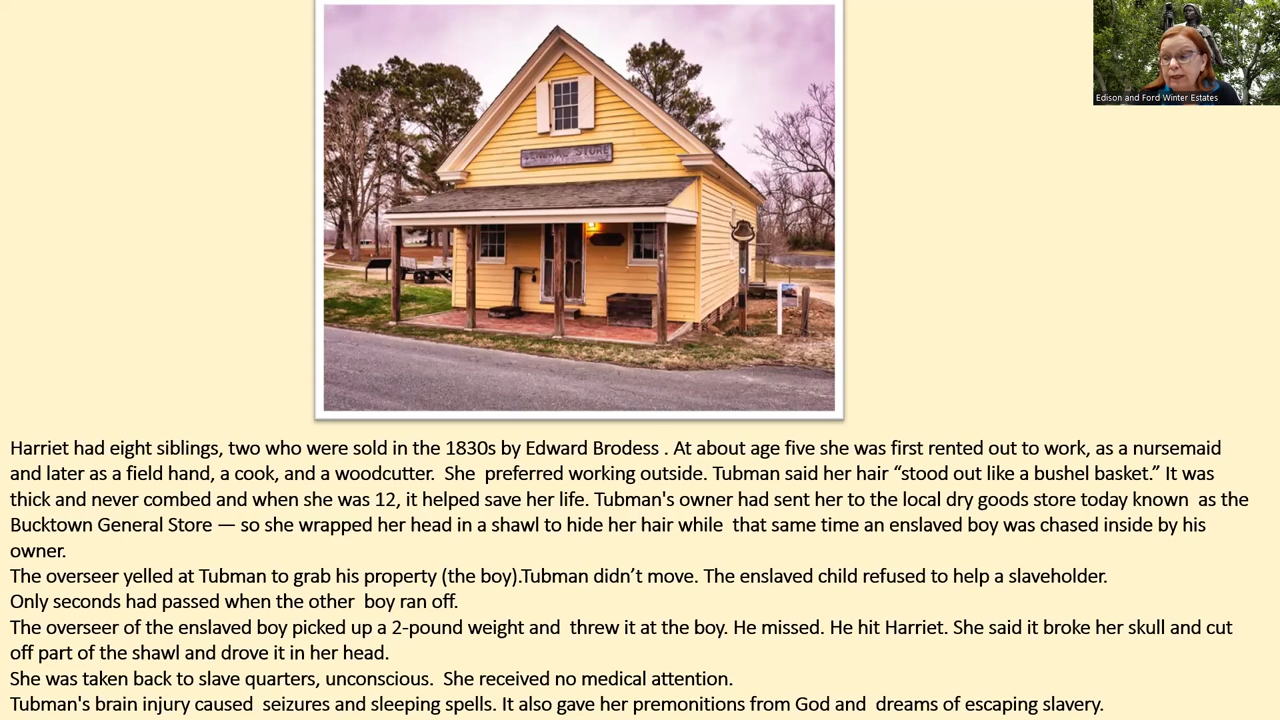 GENERAL STORE
Edison and Ford Winter Estates
Harriet had eight siblings, two who were sold in the 1830s by Edward Brodess . At about age five she was first rented out to work, as a nursemaid
and later as a field hand, a cook, and a woodcutter.  She  preferred working outside. Tubman said her hair “stood out like a bushel basket.” It was
thick and never combed and when she was 12, it helped save her life. Tubman's owner had sent her to the local dry goods store today known  as the
Bucktown General Store — so she wrapped her head in a shawl to hide her hair while  that same time an enslaved boy was chased inside by his
owner.
The overseer yelled at Tubman to grab his property (the boy).Tubman didn’t move. The enslaved child refused to help a slaveholder.
Only seconds had passed when the other  boy ran off.
The overseer of the enslaved boy picked up a 2-pound weight and  threw it at the boy. He missed. He hit Harriet. She said it broke her skull and cut
off part of the shawl and drove it in her head.
She was taken back to slave quarters, unconscious.  She received no medical attention.
Tubman's brain injury caused  seizures and sleeping spells. It also gave her premonitions from God and  dreams of escaping slavery.